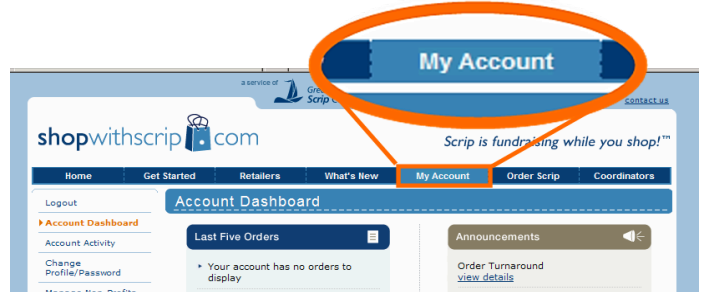 My Account
a service of
Scrip
contact us
shopwithscrip.com
Scrip is fundraising while you shop!™
Home Get Started Retailers What's New My Account Order Scrip Coordinators
Logout
Account Dashboard
Account Dashboard
Account Activity
Change
Profile/Password
Last Five Orders
Your account has no orders to
display
Announcements
Order Turnaround
view details